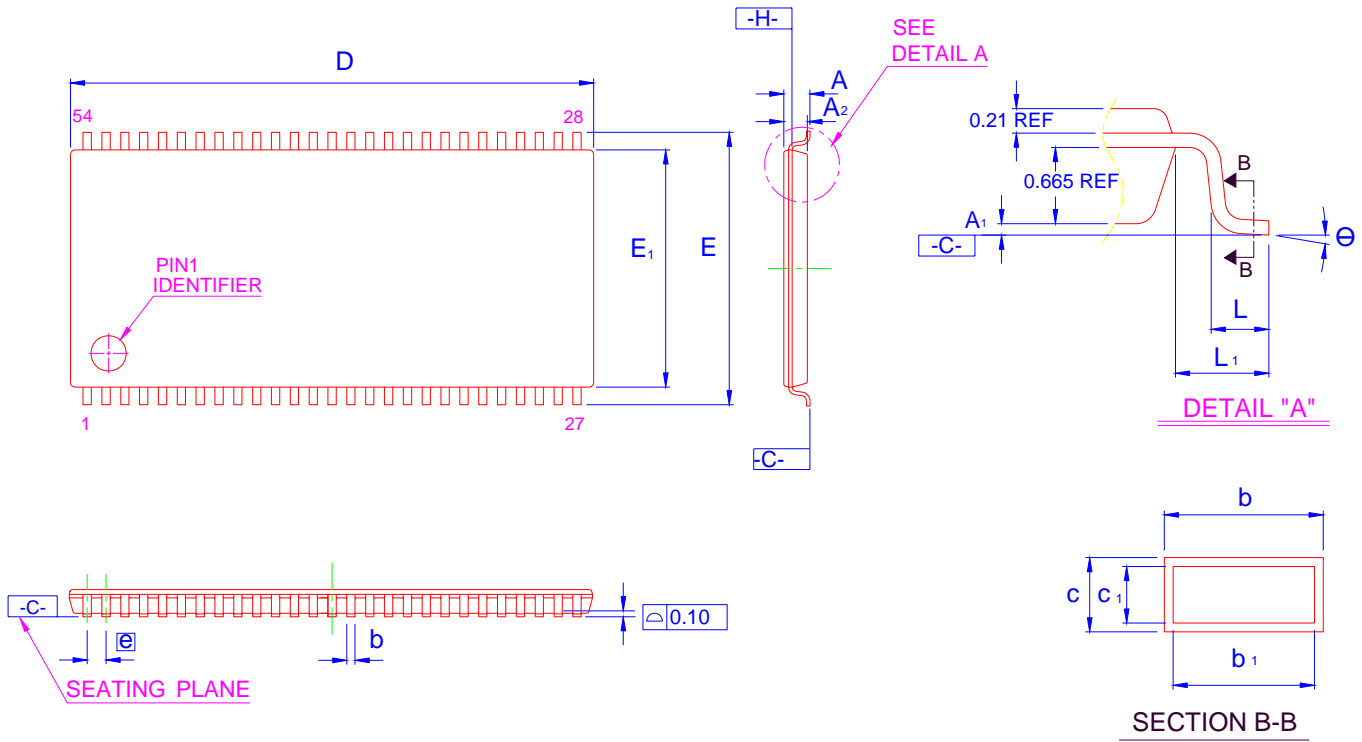 -H-
SEE
DETAIL A
D
A
A2
54
28
0.21 REF
B
0.665 REF
A1
-C-
Θ
B
E1
E
PIN1
IDENTIFIER
L
L1
1
27
DETAIL "A"
-C-
b
c
c1
b1
SECTION B-B
-C-
0.10
e
b
SEATING PLANE